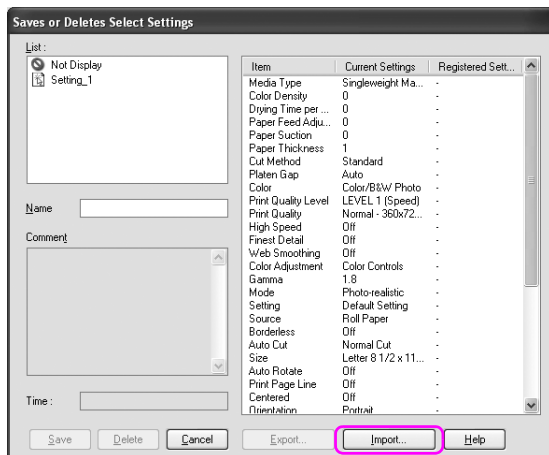 Saves or Deletes Select Settings
List :
Not Display
Setting_1
Name
Comment
Time :
Item Current Settings Registered Sett...
Media Type Singleweight Ma... -
Color Density 0 -
Drying Time per ... 0 -
Paper Feed Adju... 0 -
Paper Suction 0 -
Paper Thickness 1 -
Cut Method Standard -
Platen Gap Auto -
Color Color/B&W Photo -
Print Quality Level LEVEL 1 (Speed) -
Print Quality Normal - 360x72... -
High Speed Off -
Finest Detail Off -
Web Smoothing Off -
Color Adjustment Color Controls -
Gamma 1.8 -
Mode Photo-realistic -
Setting Default Setting -
Source Roll Paper -
Borderless Off -
Auto Cut Normal Cut -
Size Letter 8 1/2 x 11... -
Auto Rotate Off -
Print Page Line Off -
Centered Off -
Orientation Portrait -
Save Delete Cancel Export... Import... Help